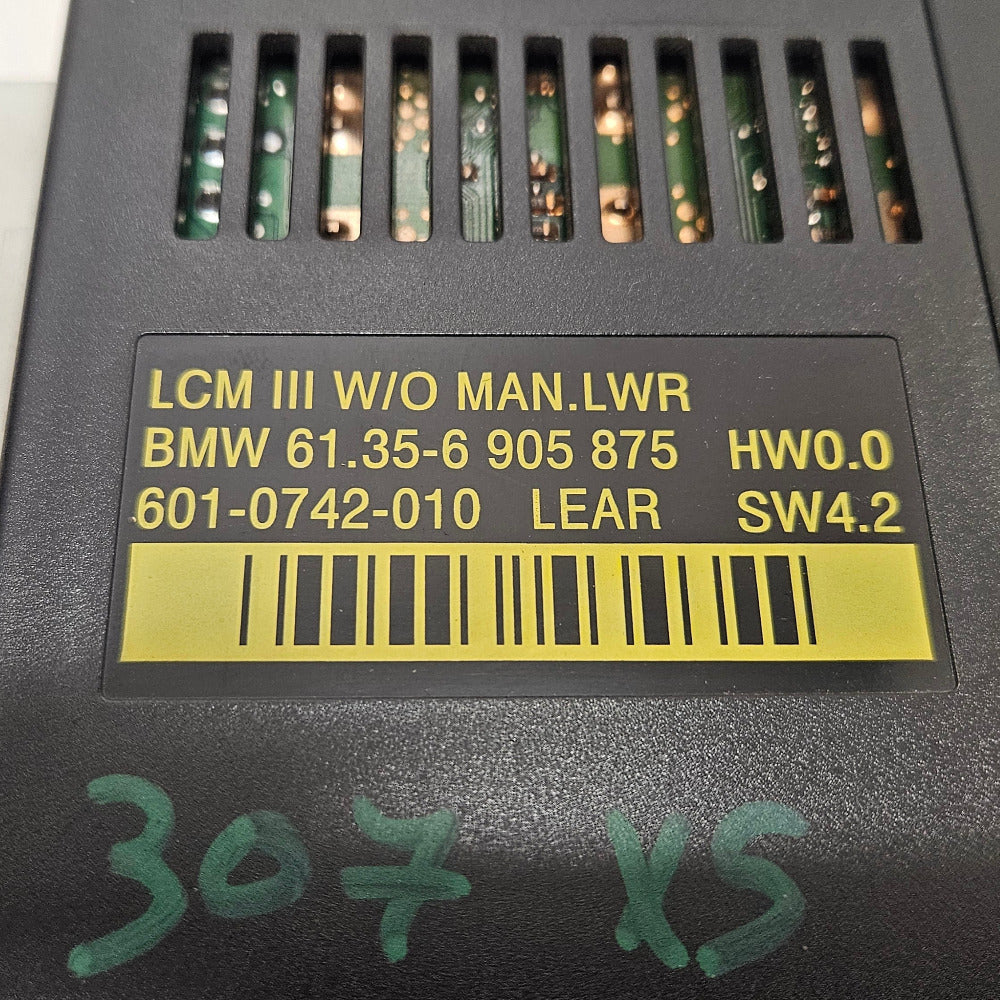 LCM III W/O MAN.LWR
BMW 61.35-6 905 875 HW0.0
601-0742-010 LEAR SW4.2
307 X5